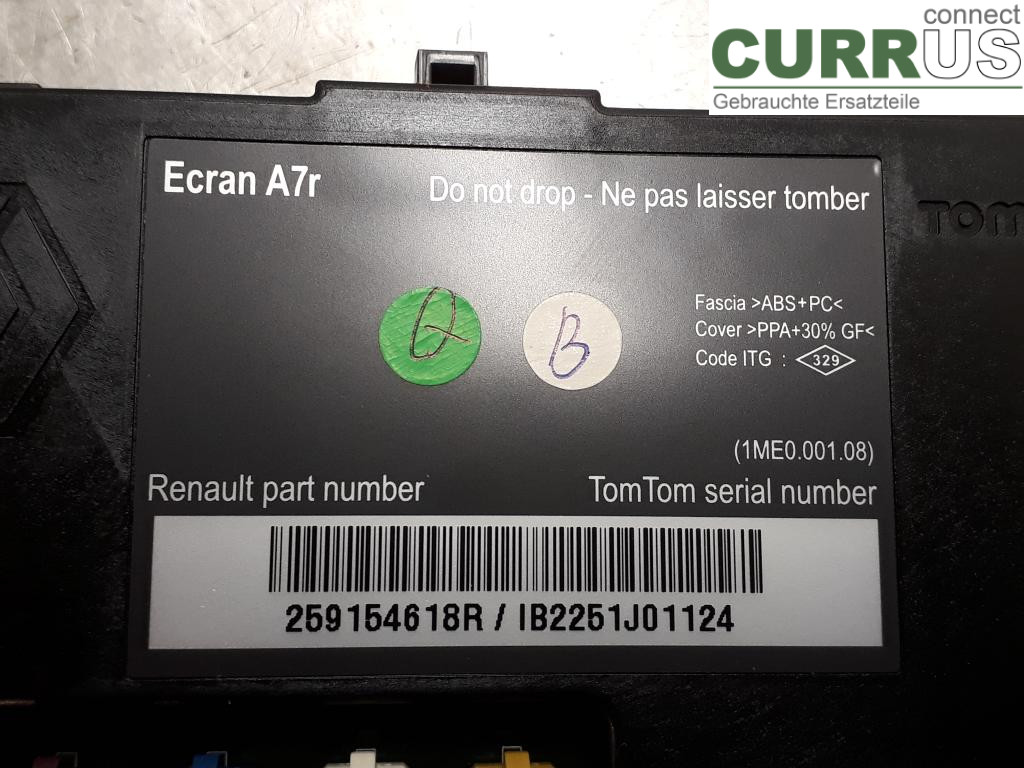 connect
CURRUS
Gebrauchte Ersatzteile
Ecran A7r
Do not drop - Ne pas laisser tomber
TOM
B
Fascia >ABS+PC<
Cover >PPA+30% GF<
Code ITG : 329
(1ME0.001.08)
Renault part number
TomTom serial number
259154618R / IB2251J01124